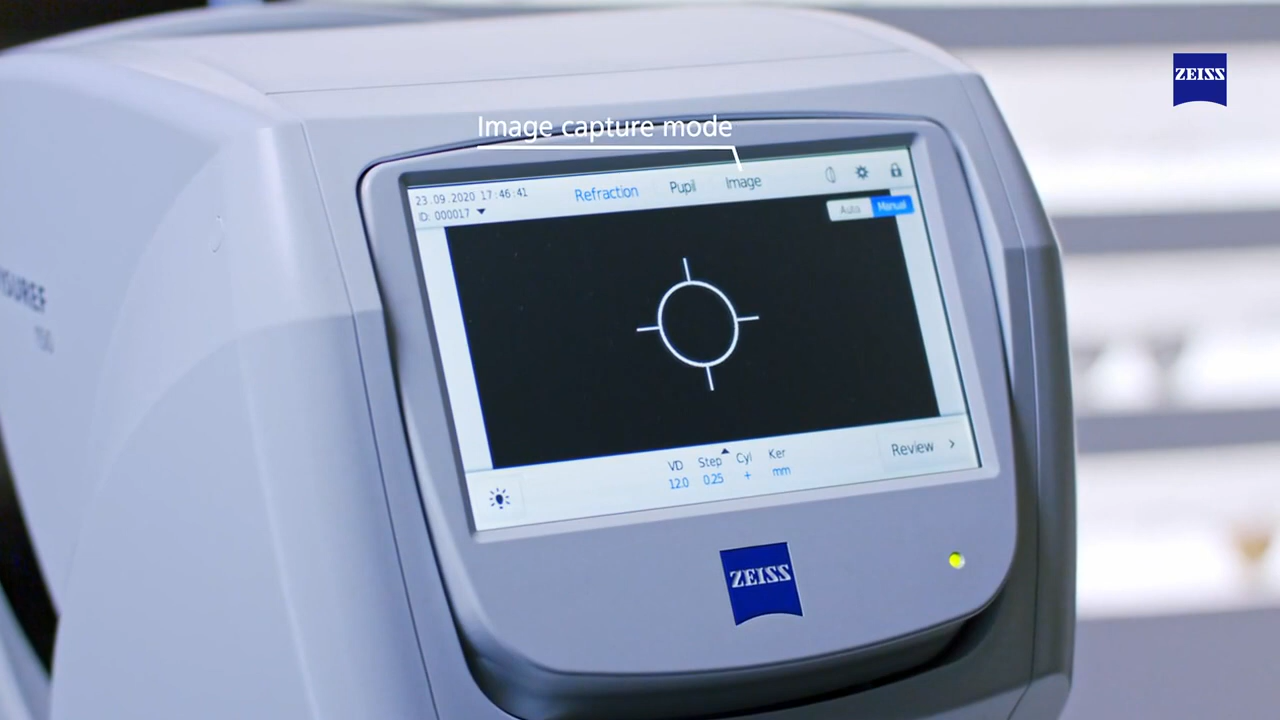 ZEISS
Image capture mode
23.09.2020 17:46:41
ID: 000017
Refraction Pupil Image
Auto Manual
VD Step Cyl Ker
12.0 0.25 + mm
Review >
ZEISS